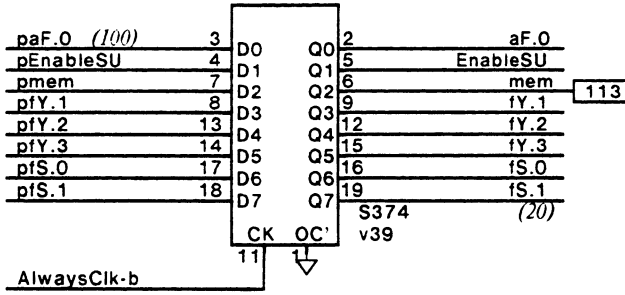 paF.0 (100) 3 D0 Q0 2 aF.0
pEnableSU 4 D1 Q1 5 EnableSU
pmem 7 D2 Q2 6 mem 113
pfY.1 8 D3 Q3 9 fY.1
pfY.2 13 D4 Q4 12 fY.2
pfY.3 14 D5 Q5 15 fY.3
pfS.0 17 D6 Q6 16 fS.0
pfS.1 18 D7 Q7 19 fS.1
S374 (20)
CK OC' v39
11 1
AlwaysClk-b